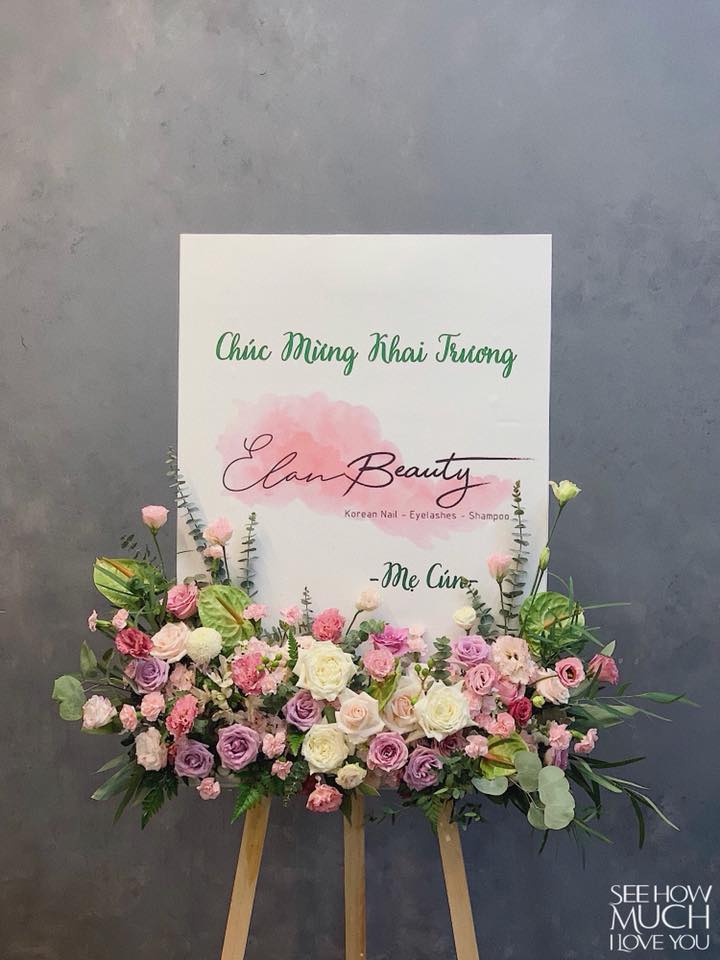 Chúc Mừng Khai Trương
Elan Beauty
Korean Nail - Eyelashes - Shampoo
-Mẹ Cún-
SEE HOW
MUCH
I LOVE YOU